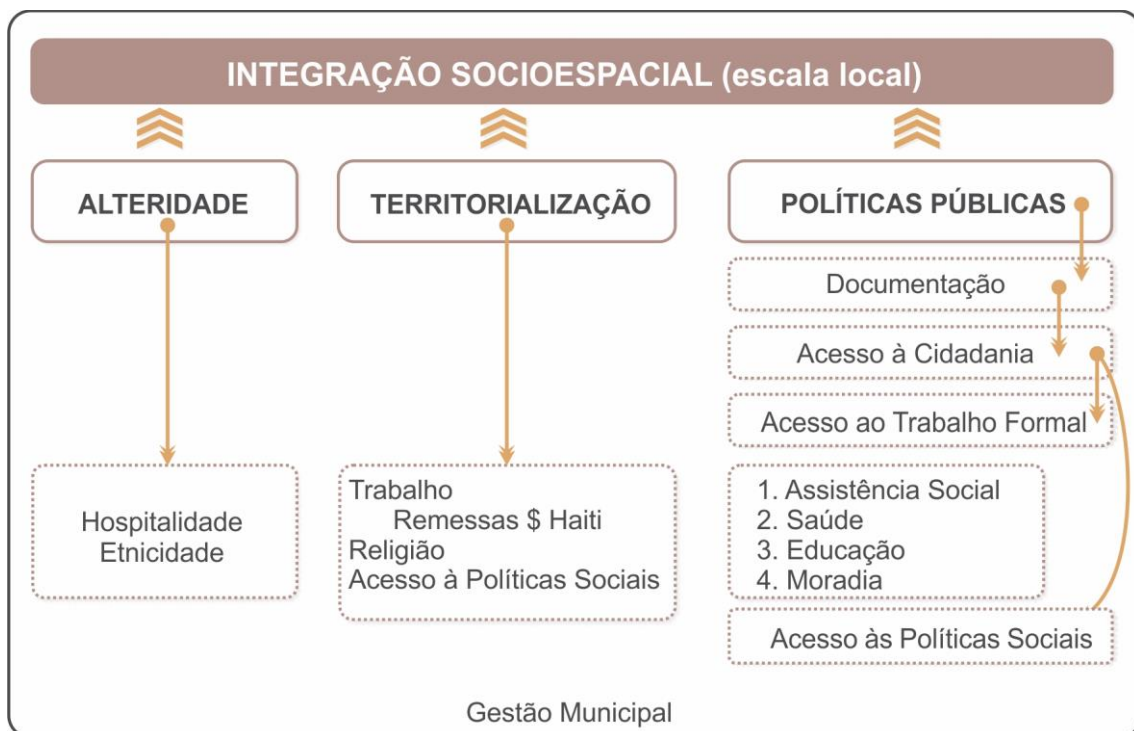 INTEGRAÇÃO SOCIOESPACIAL (escala local)
ALTERIDADE
Hospitalidade
Etnicidade
TERRITORIALIZAÇÃO
Trabalho
Remessas $ Haiti
Religião
Acesso à Políticas Sociais
POLÍTICAS PÚBLICAS
Documentação
Acesso à Cidadania
Acesso ao Trabalho Formal
1. Assistência Social
2. Saúde
3. Educação
4. Moradia
Acesso às Políticas Sociais
Gestão Municipal